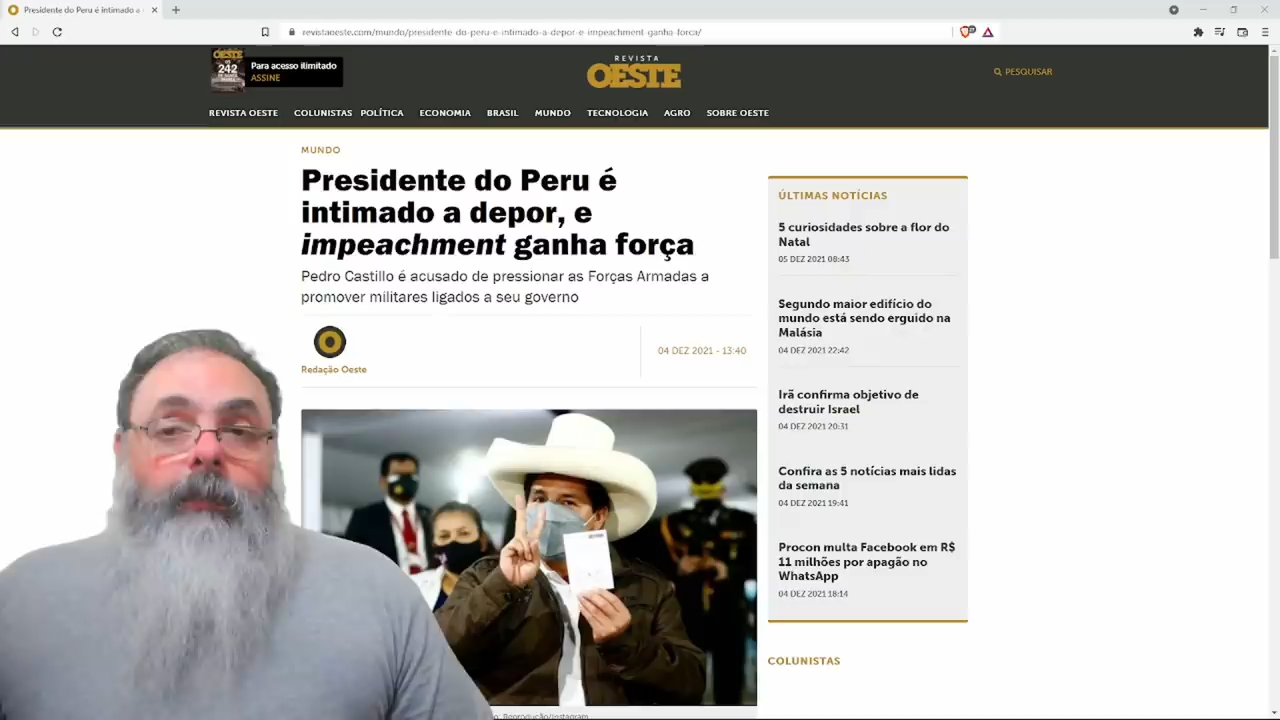 Presidente do Peru é intimado a
revistaoeste.com/mundo/presidente-do-peru-e-intimado-a-depor-e-impeachment-ganha-forca/
OESTE
242
Para acesso ilimitado
ASSINE
REVISTA
OESTE
PESQUISAR
REVISTA OESTE COLUNISTAS POLÍTICA ECONOMIA BRASIL MUNDO TECNOLOGIA AGRO SOBRE OESTE
MUNDO
Presidente do Peru é
intimado a depor, e
impeachment ganha força
Pedro Castillo é acusado de pressionar as Forças Armadas a
promover militares ligados a seu governo
Redação Oeste
04 DEZ 2021 - 13:40
ÚLTIMAS NOTÍCIAS
5 curiosidades sobre a flor do
Natal
05 DEZ 2021 08:43
Segundo maior edifício do
mundo está sendo erguido na
Malásia
04 DEZ 2021 22:42
Irã confirma objetivo de
destruir Israel
04 DEZ 2021 20:31
Confira as 5 notícias mais lidas
da semana
04 DEZ 2021 19:41
Procon multa Facebook em R$
11 milhões por apagão no
WhatsApp
04 DEZ 2021 18:14
COLUNISTAS
Reprodução/Instagram